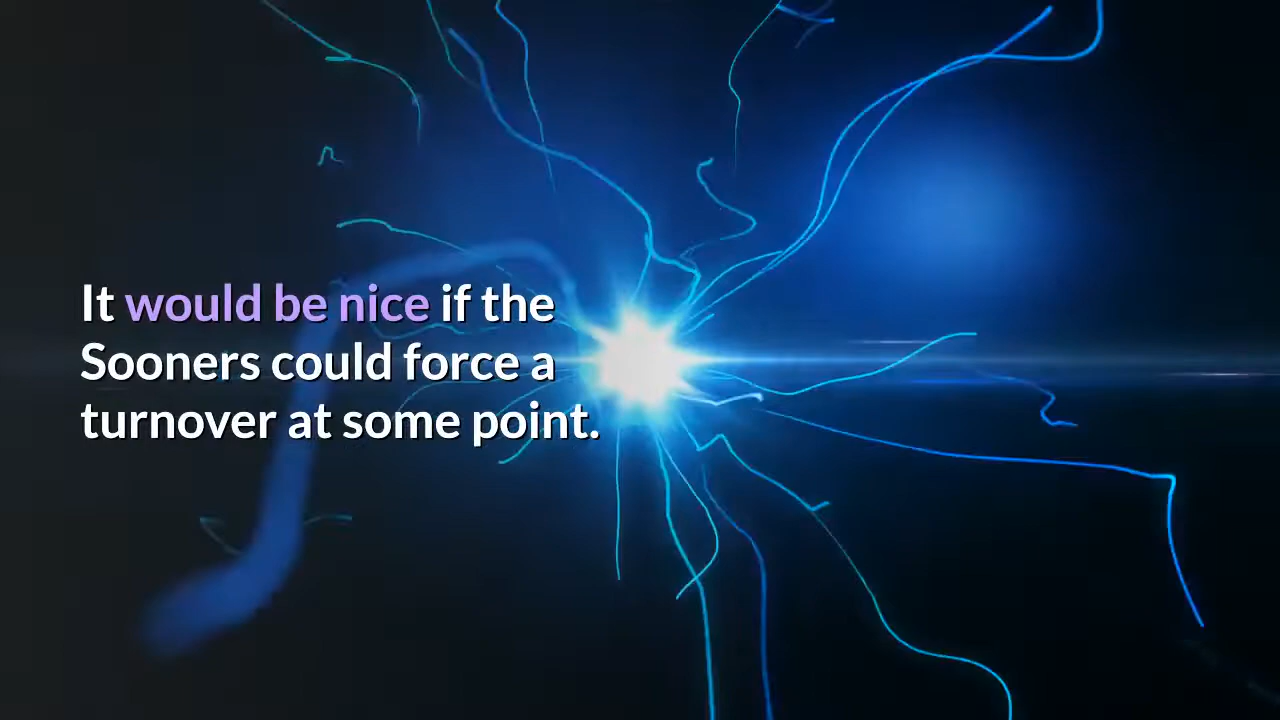 It would be nice if the
Sooners could force a
turnover at some point.